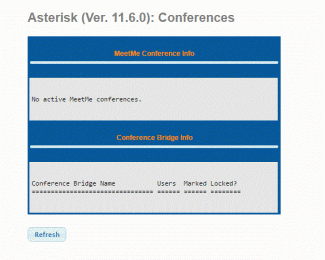 Asterisk (Ver. 11.6.0): Conferences
MeetMe Conference Info
No active MeetMe conferences.
Conference Bridge Info
Conference Bridge Name Users Marked Locked?
================================ ====== ====== ========
Refresh